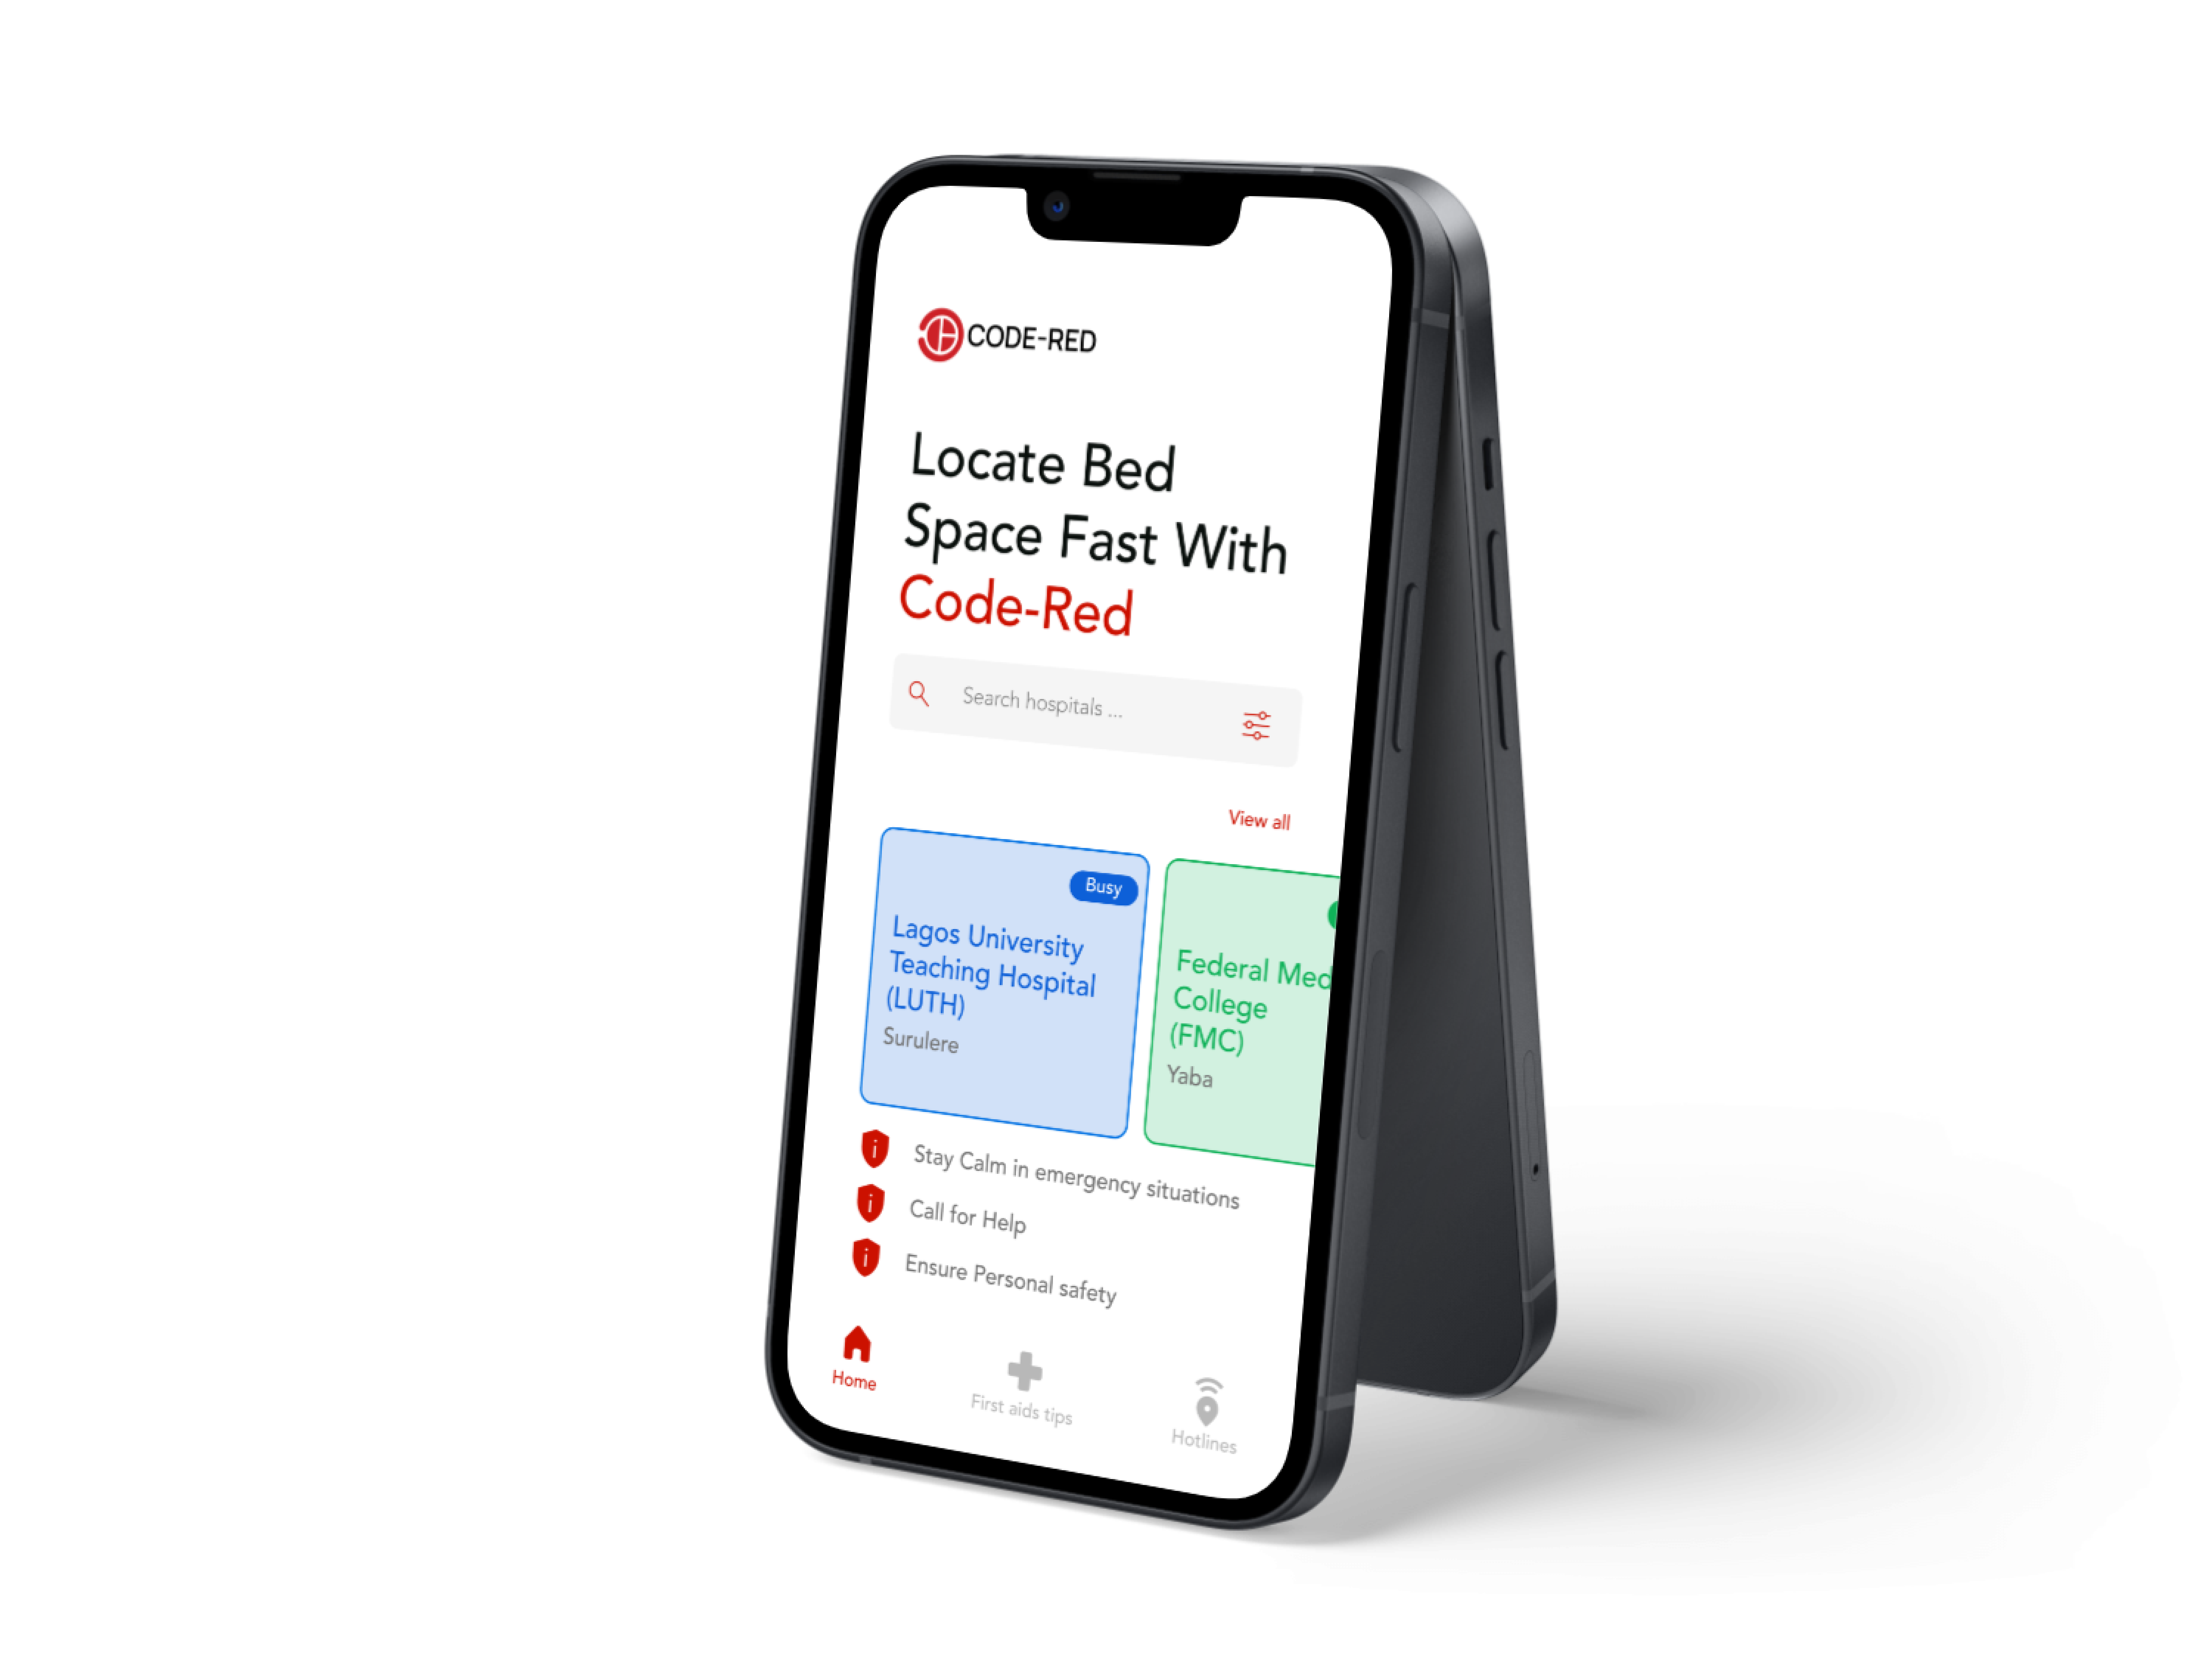 CODE-RED
Locate Bed
Space Fast With
Code-Red
Search hospitals ...
View all
Busy
Lagos University
Teaching Hospital
(LUTH)
Surulere
Federal Med
College
(FMC)
Yaba
Stay Calm in emergency situations
Call for Help
Ensure Personal safety
Home
First aids tips
Hotlines